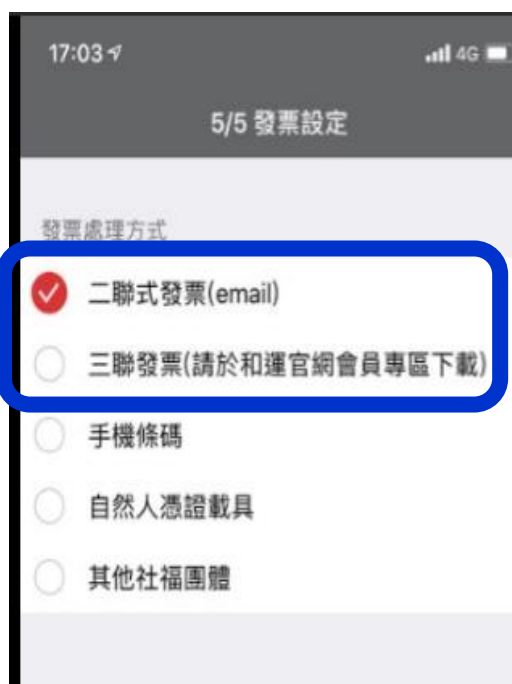 17:03
4G
5/5 發票設定
發票處理方式
二聯式發票(email)
三聯發票(請於和運官網會員專區下載)
手機條碼
自然人憑證載具
其他社福團體